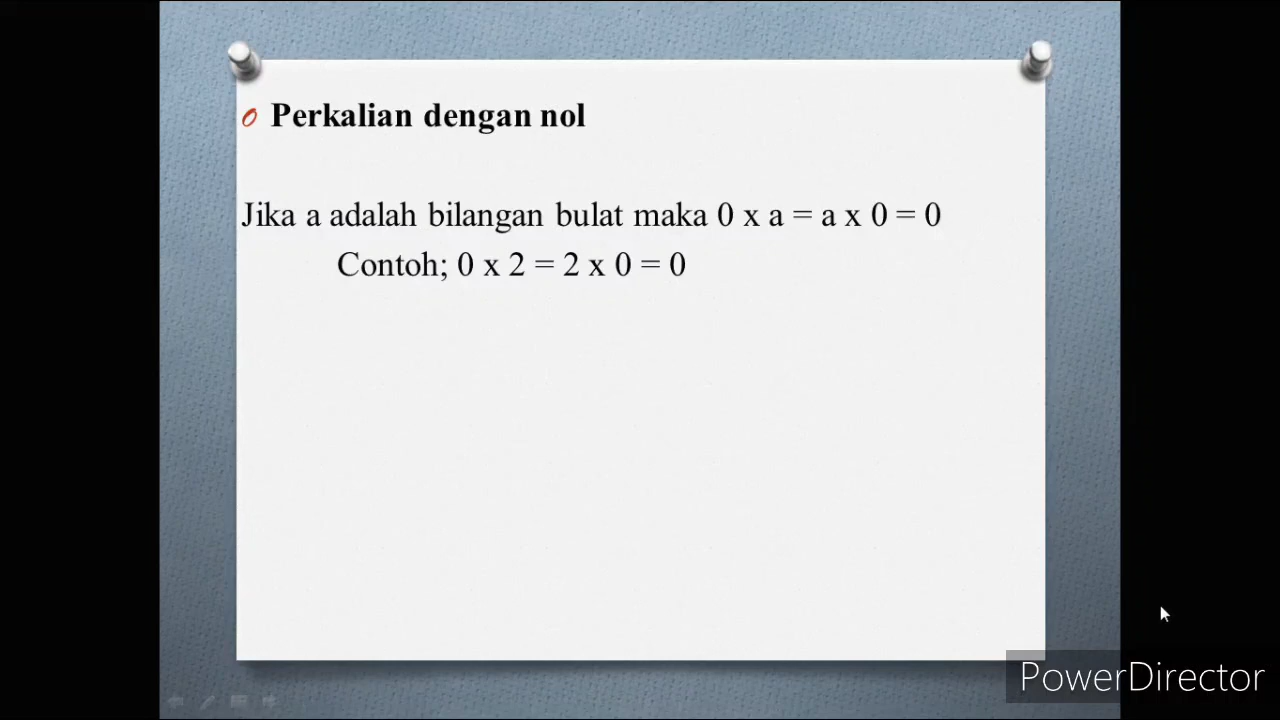 Perkalian dengan nol
Jika a adalah bilangan bulat maka 0 x a = a x 0 = 0
Contoh; 0 x 2 = 2 x 0 = 0
PowerDirector